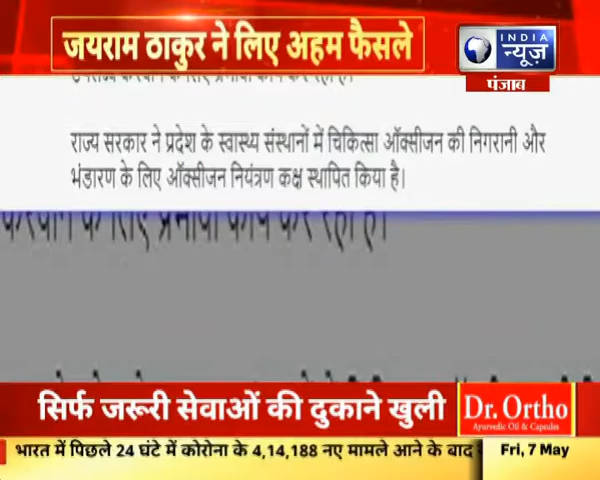 जयराम ठाकुर ने लिए अहम फैसले
INDIA
न्यूज़
पंजाब
राज्य सरकार ने प्रदेश के स्वास्थ्य संस्थानों में चिकित्सा ऑक्सीजन की निगरानी और
भंडारण के लिए ऑक्सीजन नियंत्रण कक्ष स्थापित किया है।
सिर्फ जरूरी सेवाओं की दुकाने खुली
Dr. Ortho
Ayurvedic Oil & Capsules
भारत में पिछले 24 घंटे में कोरोना के 4,14,188 नए मामले आने के बाद
Fri, 7 May